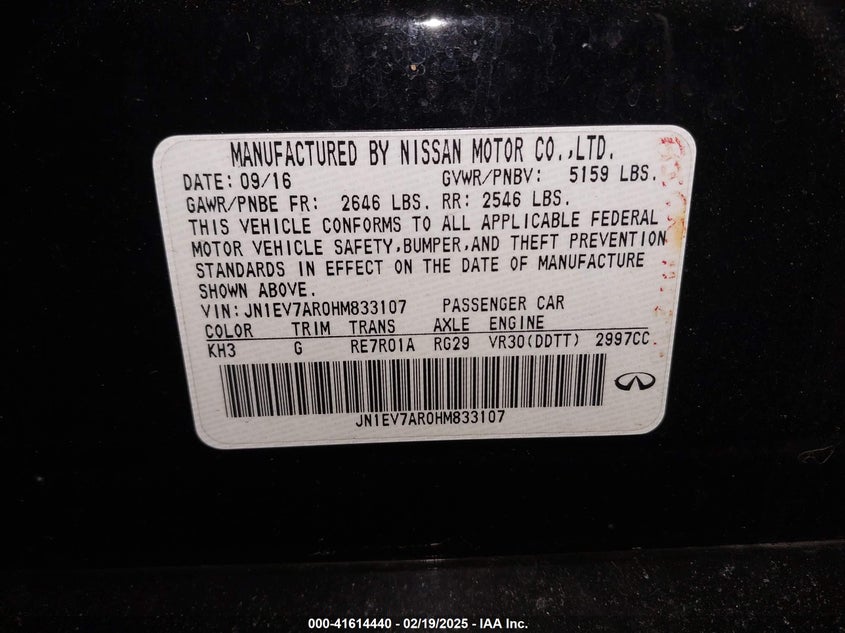 MANUFACTURED BY NISSAN MOTOR CO.,LTD.
DATE: 09/16 GVWR/PNBV: 5159 LBS.
GAWR/PNBE FR: 2646 LBS. RR: 2546 LBS.
THIS VEHICLE CONFORMS TO ALL APPLICABLE FEDERAL
MOTOR VEHICLE SAFETY,BUMPER,AND THEFT PREVENTION
STANDARDS IN EFFECT ON THE DATE OF MANUFACTURE
SHOWN ABOVE.
VIN: JN1EV7AR0HM833107 PASSENGER CAR
COLOR TRIM TRANS AXLE ENGINE
KH3 G RE7R01A RG29 VR30(DDTT) 2997CC
JN1EV7AR0HM833107
000-41614440 - 02/19/2025 - IAA Inc.